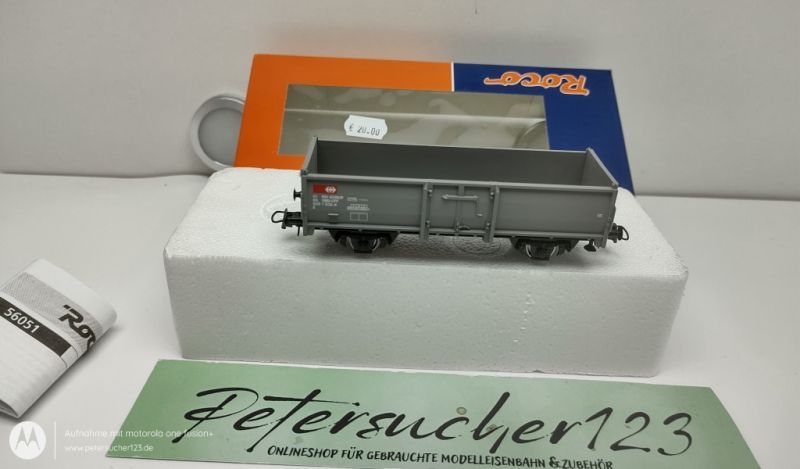 Roco
€ 20.00
56051
Roco
Petersucher123
ONLINESHOP FÜR GEBRAUCHTE MODELLEISENBAHN & ZUBEHÖR
Aufnahme mit motorola one fusion+
www.petersucher123.de